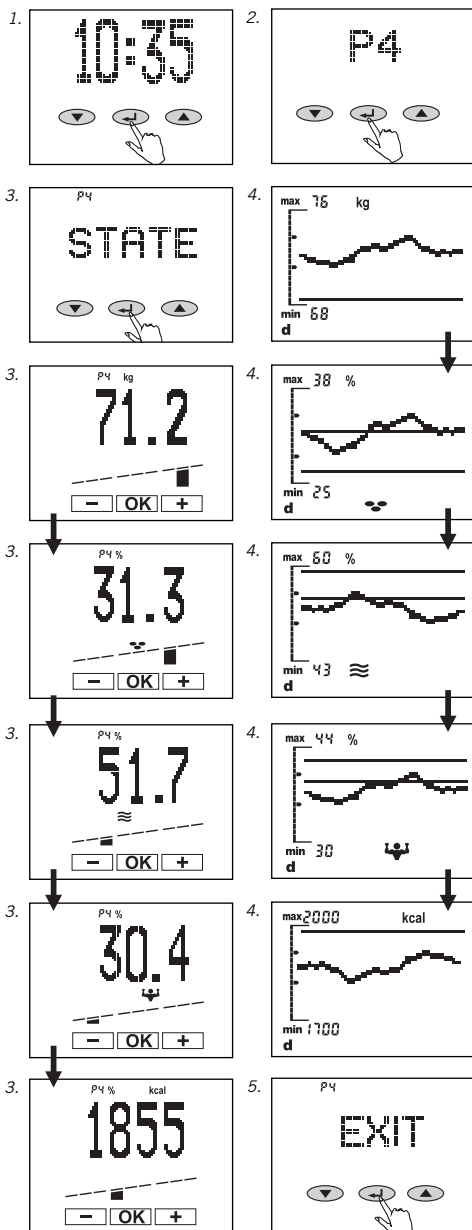 1.
10:35
2.
P4
3.
P4
STATE
4.
max 76 kg
min 68
d
3.
P4 kg
71.2
- OK +
4.
max 38 %
min 25
d
3.
P4 %
31.3
- OK +
4.
max 60 %
min 43
d
3.
P4 %
51.7
- OK +
4.
max 44 %
min 30
d
3.
P4 %
30.4
- OK +
4.
max 2000 kcal
min 1700
d
3.
P4 % kcal
1855
- OK +
5.
P4
EXIT